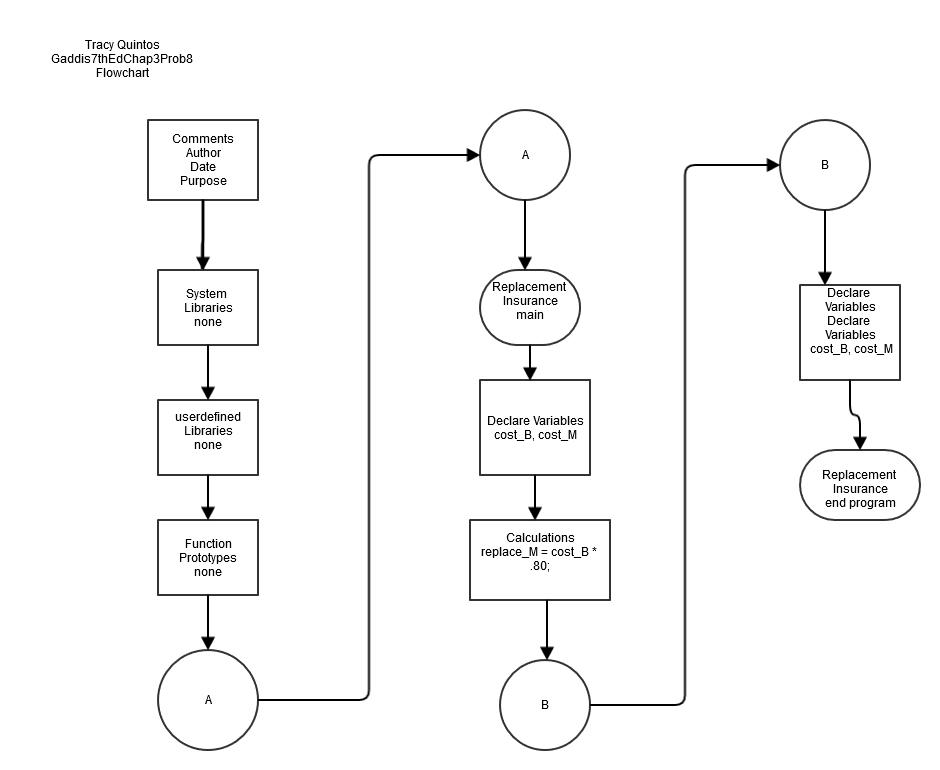 Tracy Quintos
Gaddis7thEdChap3Prob8
Flowchart
Comments
Author
Date
Purpose
System
Libraries
none
userdefined
Libraries
none
Function
Prototypes
none
A
A
Replacement
Insurance
main
Declare Variables
cost_B, cost_M
Calculations
replace_M = cost_B *
.80;
B
B
Declare
Variables
Declare
Variables
cost_B, cost_M
Replacement
Insurance
end program